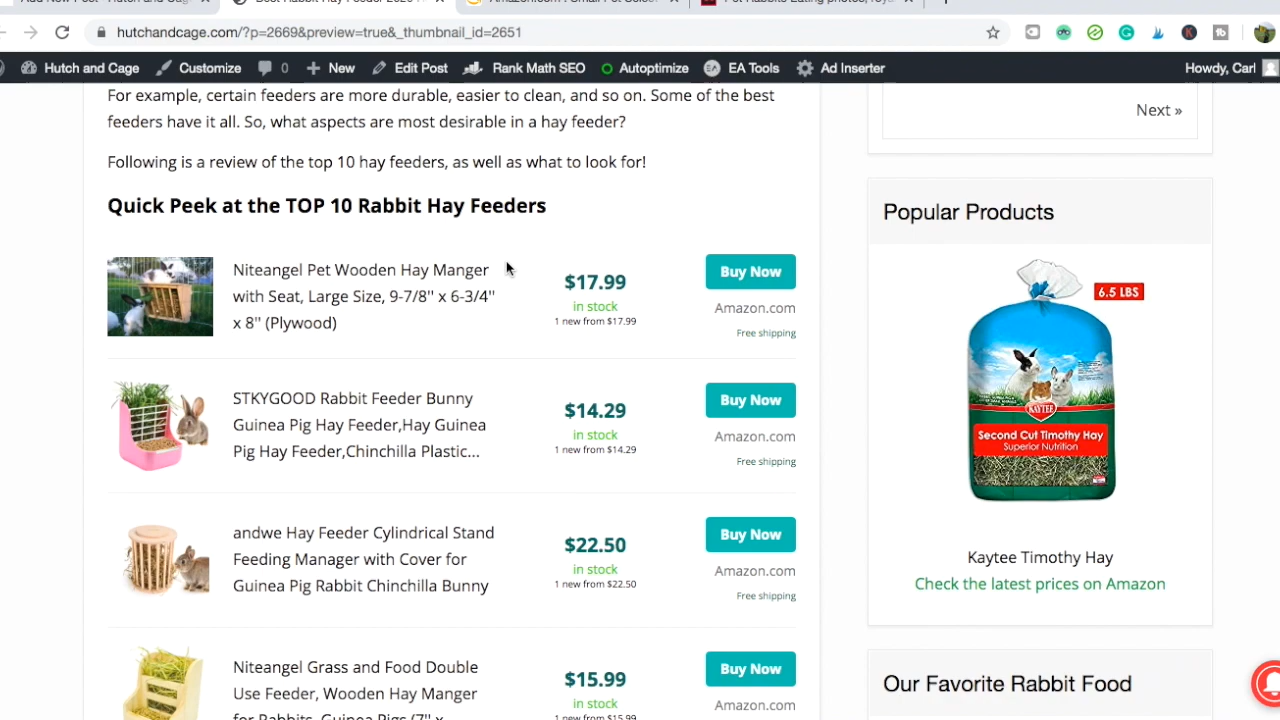 hutchandcage.com/?p=2669&preview=true&_thumbnail_id=2651
Hutch and Cage Customize 0 New Edit Post Rank Math SEO Autoptimize EA Tools Ad Inserter Howdy, Carl
For example, certain feeders are more durable, easier to clean, and so on. Some of the best
feeders have it all. So, what aspects are most desirable in a hay feeder?
Following is a review of the top 10 hay feeders, as well as what to look for!
Quick Peek at the TOP 10 Rabbit Hay Feeders
Niteangel Pet Wooden Hay Manger
with Seat, Large Size, 9-7/8" x 6-3/4"
x 8" (Plywood)
$17.99
in stock
1 new from $17.99
Buy Now
Amazon.com
Free shipping
STKYGOOD Rabbit Feeder Bunny
Guinea Pig Hay Feeder,Hay Guinea
Pig Hay Feeder,Chinchilla Plastic...
$14.29
in stock
1 new from $14.29
Buy Now
Amazon.com
Free shipping
andwe Hay Feeder Cylindrical Stand
Feeding Manager with Cover for
Guinea Pig Rabbit Chinchilla Bunny
$22.50
in stock
1 new from $22.50
Buy Now
Amazon.com
Free shipping
Niteangel Grass and Food Double
Use Feeder, Wooden Hay Manger
for Rabbits, Guinea Pigs (7" x
$15.99
in stock
1 new from $15.99
Buy Now
Amazon.com
Next »
Popular Products
6.5 LBS
KAYTEE
Second Cut Timothy Hay
Superior Nutrition
Kaytee Timothy Hay
Check the latest prices on Amazon
Our Favorite Rabbit Food